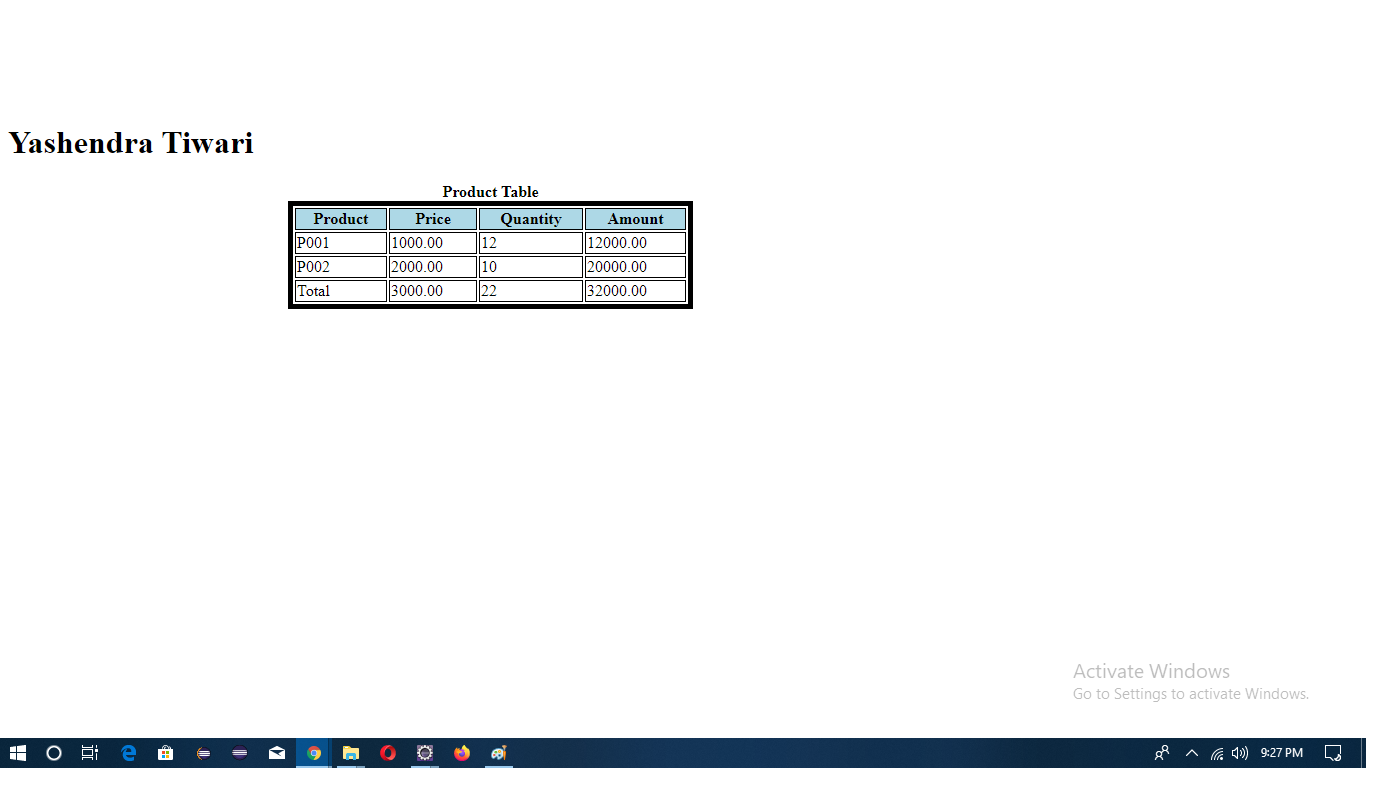 Yashendra Tiwari
Product Table
Product Price Quantity Amount
P001 1000.00 12 12000.00
P002 2000.00 10 20000.00
Total 3000.00 22 32000.00
Activate Windows
Go to Settings to activate Windows.
9:27 PM